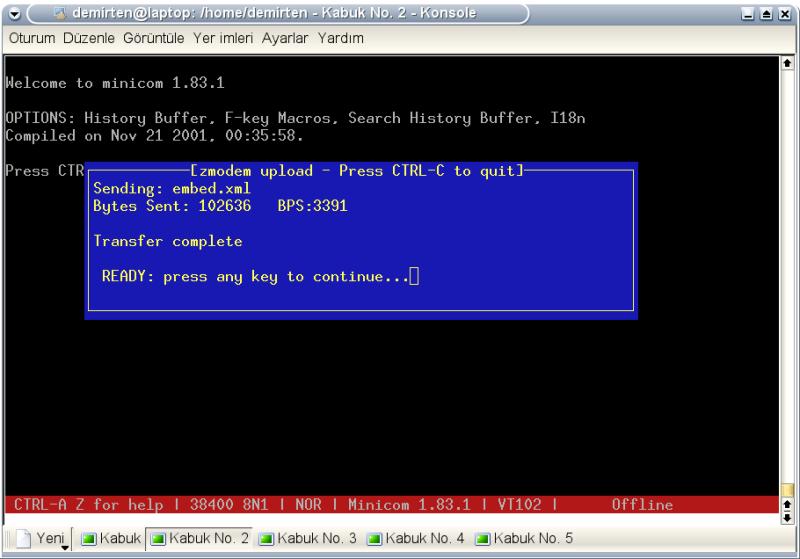 demirten@laptop: /home/demirten - Kabuk No. 2 - Konsole
Oturum Düzenle Görüntüle Yer imleri Ayarlar Yardım
Welcome to minicom 1.83.1
OPTIONS: History Buffer, F-key Macros, Search History Buffer, I18n
Compiled on Nov 21 2001, 00:35:58.
Press CTR
[zmodem upload - Press CTRL-C to quit]
Sending: embed.xml
Bytes Sent: 102636 BPS:3391
Transfer complete
READY: press any key to continue...
CTRL-A Z for help | 38400 8N1 | NOR | Minicom 1.83.1 | VT102 | Offline
Yeni Kabuk Kabuk No. 2 Kabuk No. 3 Kabuk No. 4 Kabuk No. 5